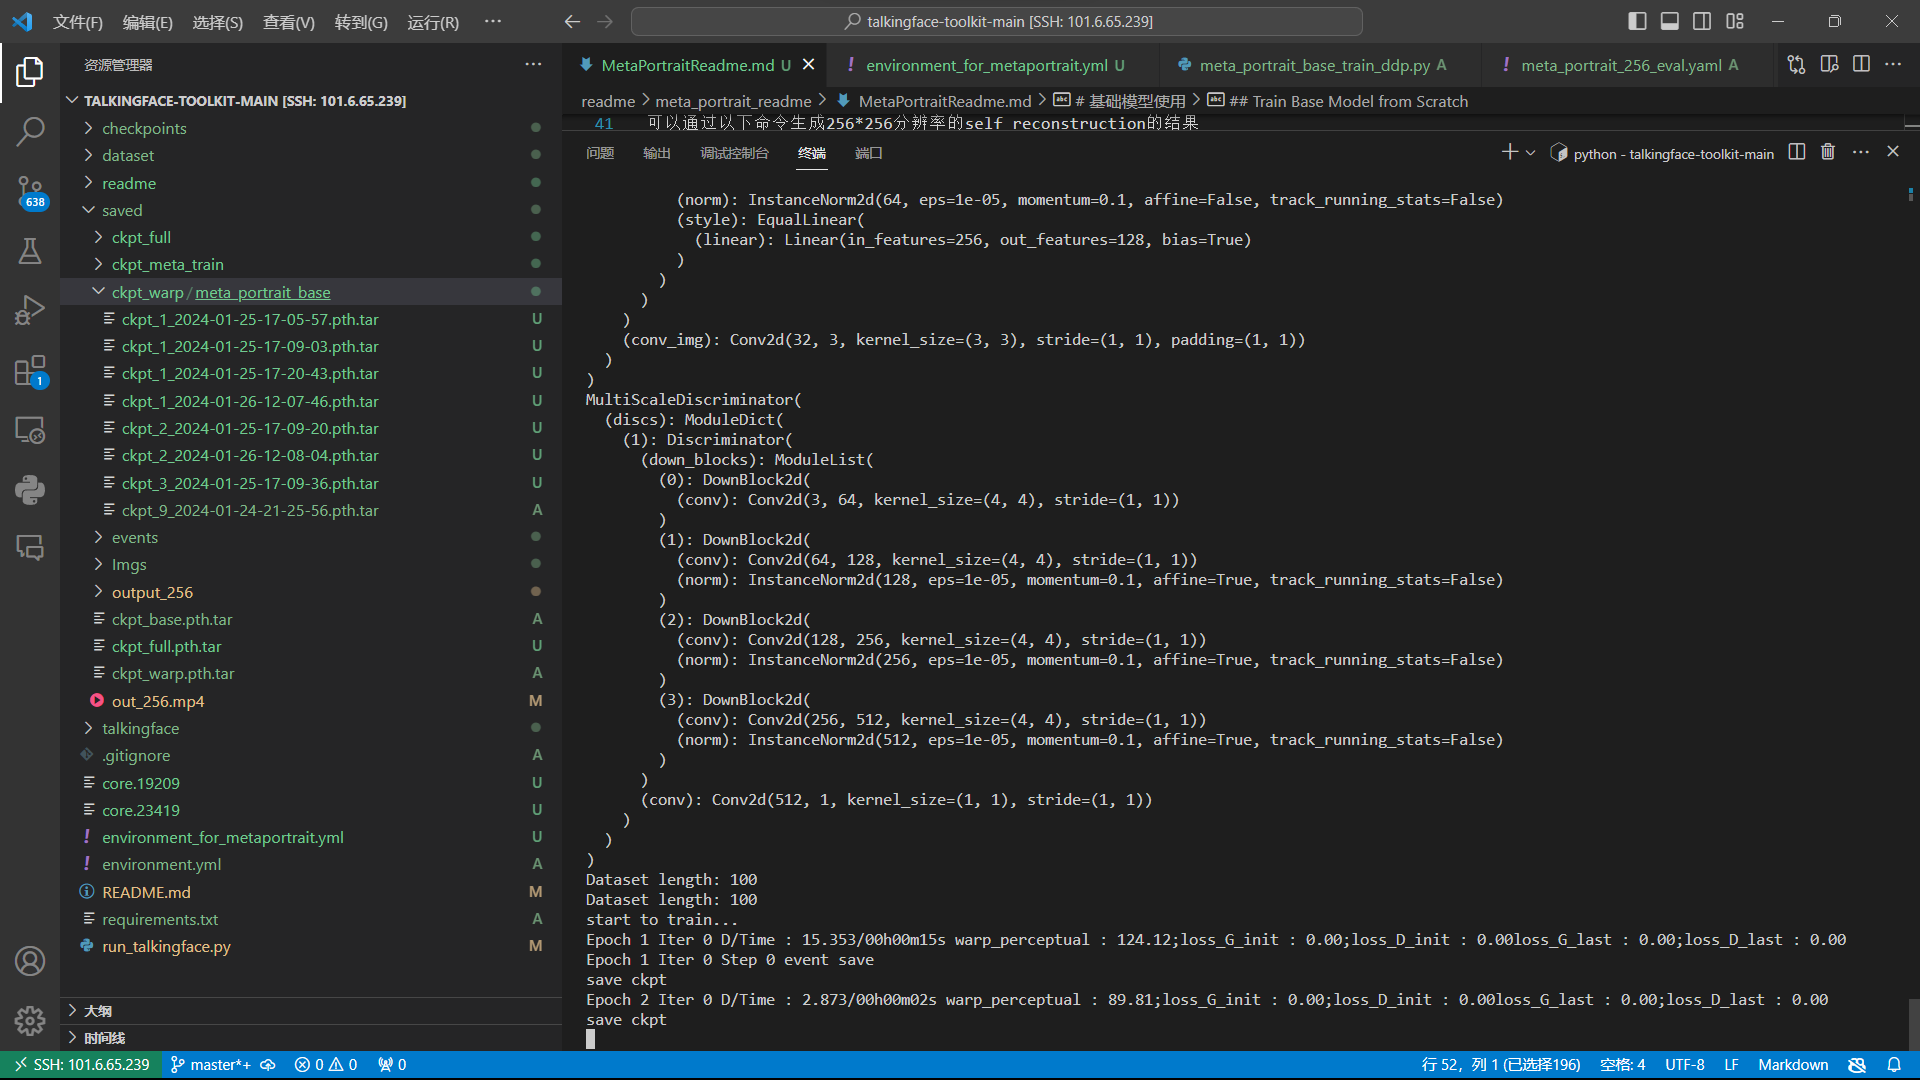 文件(F) 编辑(E) 选择(S) 查看(V) 转到(G) 运行(R) ··· talkingface-toolkit-main [SSH: 101.6.65.239]
资源管理器
TALKINGFACE-TOOLKIT-MAIN [SSH: 101.6.65.239]
checkpoints
dataset
readme
saved
ckpt_full
ckpt_meta_train
ckpt_warp / meta_portrait_base
ckpt_1_2024-01-25-17-05-57.pth.tar U
ckpt_1_2024-01-25-17-09-03.pth.tar U
ckpt_1_2024-01-25-17-20-43.pth.tar U
ckpt_1_2024-01-26-12-07-46.pth.tar U
ckpt_2_2024-01-25-17-09-20.pth.tar U
ckpt_2_2024-01-26-12-08-04.pth.tar U
ckpt_3_2024-01-25-17-09-36.pth.tar U
ckpt_9_2024-01-24-21-25-56.pth.tar A
events
Imgs
output_256
ckpt_base.pth.tar A
ckpt_full.pth.tar U
ckpt_warp.pth.tar A
out_256.mp4 M
talkingface
.gitignore A
core.19209 U
core.23419 U
environment_for_metaportrait.yml U
environment.yml A
README.md M
requirements.txt A
run_talkingface.py M
大纲
时间线
638
1
MetaPortraitReadme.md U environment_for_metaportrait.yml U meta_portrait_base_train_ddp.py A meta_portrait_256_eval.yaml A
readme > meta_portrait_readme > MetaPortraitReadme.md > # 基础模型使用 > ## Train Base Model from Scratch
41 可以通过以下命令生成256*256分辨率的self reconstruction的结果
问题 输出 调试控制台 终端 端口 python - talkingface-toolkit-main
(norm): InstanceNorm2d(64, eps=1e-05, momentum=0.1, affine=False, track_running_stats=False)
(style): EqualLinear(
(linear): Linear(in_features=256, out_features=128, bias=True)
)
)
)
)
(conv_img): Conv2d(32, 3, kernel_size=(3, 3), stride=(1, 1), padding=(1, 1))
)
)
MultiScaleDiscriminator(
(discs): ModuleDict(
(1): Discriminator(
(down_blocks): ModuleList(
(0): DownBlock2d(
(conv): Conv2d(3, 64, kernel_size=(4, 4), stride=(1, 1))
)
(1): DownBlock2d(
(conv): Conv2d(64, 128, kernel_size=(4, 4), stride=(1, 1))
(norm): InstanceNorm2d(128, eps=1e-05, momentum=0.1, affine=True, track_running_stats=False)
)
(2): DownBlock2d(
(conv): Conv2d(128, 256, kernel_size=(4, 4), stride=(1, 1))
(norm): InstanceNorm2d(256, eps=1e-05, momentum=0.1, affine=True, track_running_stats=False)
)
(3): DownBlock2d(
(conv): Conv2d(256, 512, kernel_size=(4, 4), stride=(1, 1))
(norm): InstanceNorm2d(512, eps=1e-05, momentum=0.1, affine=True, track_running_stats=False)
)
)
(conv): Conv2d(512, 1, kernel_size=(1, 1), stride=(1, 1))
)
)
)
Dataset length: 100
Dataset length: 100
start to train...
Epoch 1 Iter 0 D/Time : 15.353/00h00m15s warp_perceptual : 124.12;loss_G_init : 0.00;loss_D_init : 0.00loss_G_last : 0.00;loss_D_last : 0.00
Epoch 1 Iter 0 Step 0 event save
save ckpt
Epoch 2 Iter 0 D/Time : 2.873/00h00m02s warp_perceptual : 89.81;loss_G_init : 0.00;loss_D_init : 0.00loss_G_last : 0.00;loss_D_last : 0.00
save ckpt
SSH: 101.6.65.239 master*+ 0 0 0 行 52, 列 1 (已选择196) 空格: 4 UTF-8 LF Markdown